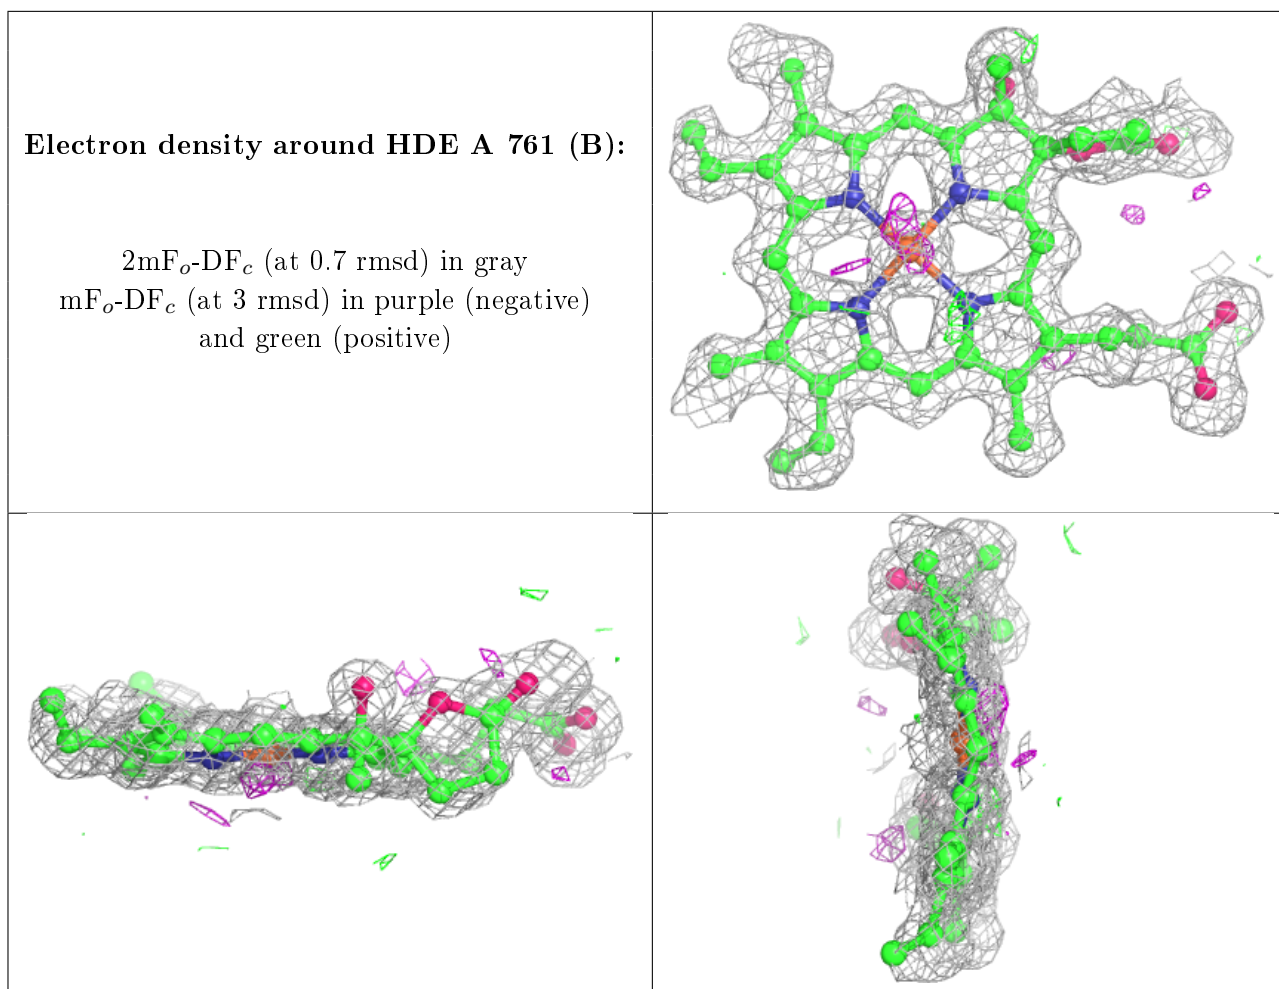 Electron density around HDE A 761 (B):
2mFo-DFc (at 0.7 rmsd) in gray
mFo-DFc (at 3 rmsd) in purple (negative)
and green (positive)